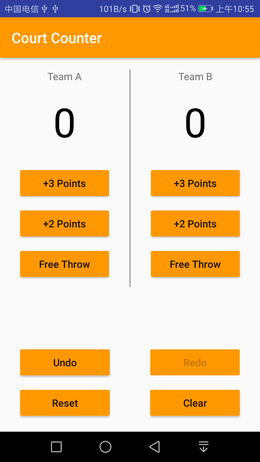 中国电信 101B/s 51% 上午10:55
Court Counter
Team A Team B
0 0
+3 Points +3 Points
+2 Points +2 Points
Free Throw Free Throw
Undo Redo
Reset Clear